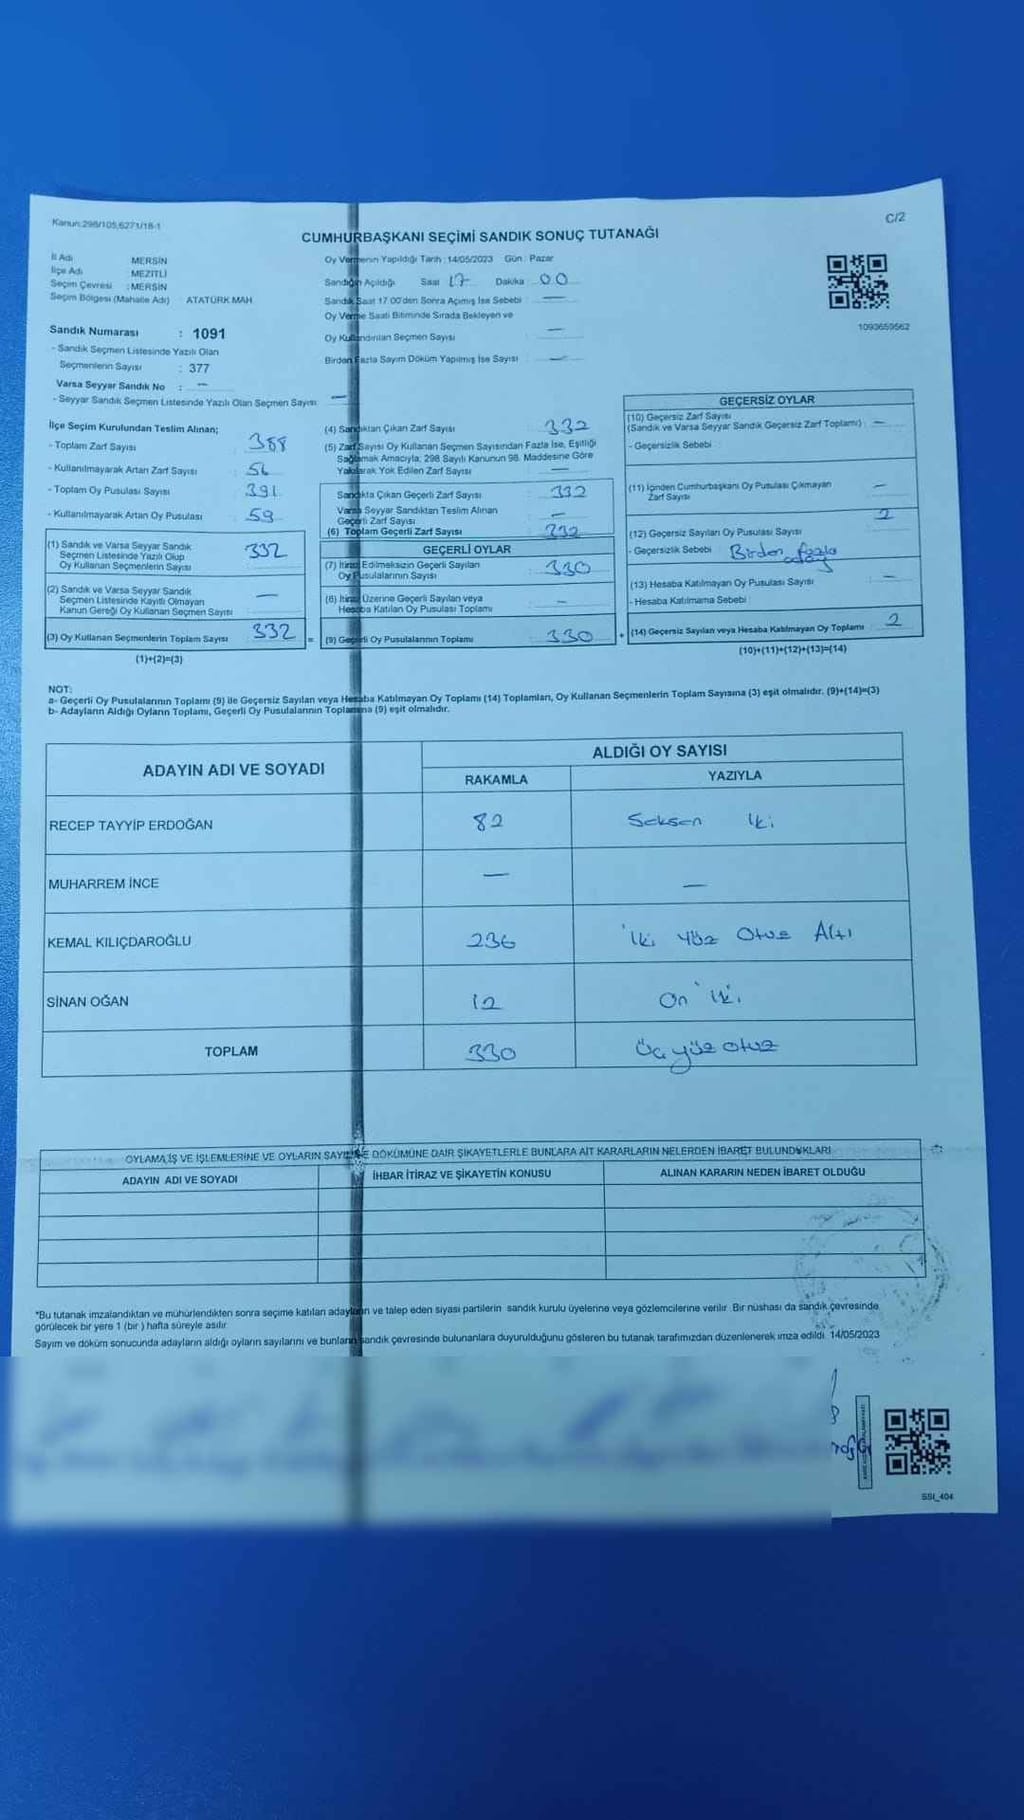 Kanun:298/105,6271/18-1
C/2
CUMHURBAŞKANI SEÇİMİ SANDIK SONUÇ TUTANAĞI
İl Adı MERSİN
İlçe Adı MEZİTLİ
Seçim Çevresi : MERSİN
Seçim Bölgesi (Mahalle Adı) ATATÜRK MAH
Sandık Numarası : 1091
- Sandık Seçmen Listesinde Yazılı Olan
Seçmenlerin Sayısı : 377
Varsa Seyyar Sandık No : —
- Seyyar Sandık Seçmen Listesinde Yazılı Olan Seçmen Sayısı —
Oy Vermenin Yapıldığı Tarih : 14/05/2023 Gün : Pazar
Sandığın Açıldığı Saat 17 Dakika 00
Sandık Saat 17.00'den Sonra Açılmış İse Sebebi —
Oy Verme Saati Bitiminde Sırada Bekleyen ve
Oy Kullandırılan Seçmen Sayısı —
Birden Fazla Sayım Döküm Yapılmış İse Sayısı —
1093659562
İlçe Seçim Kurulundan Teslim Alınan;
- Toplam Zarf Sayısı 388
- Kullanılmayarak Artan Zarf Sayısı 56
- Toplam Oy Pusulası Sayısı 391
- Kullanılmayarak Artan Oy Pusulası 59
(1) Sandık ve Varsa Seyyar Sandık
Seçmen Listesinde Yazılı Olup
Oy Kullanan Seçmenlerin Sayısı 332
(2) Sandık ve Varsa Seyyar Sandık
Seçmen Listesinde Kayıtlı Olmayan
Kanun Gereği Oy Kullanan Seçmen Sayısı —
(3) Oy Kullanan Seçmenlerin Toplam Sayısı 332 =
(1)+(2)=(3)
(4) Sandıktan Çıkan Zarf Sayısı 332
(5) Zarf Sayısı Oy Kullanan Seçmen Sayısından Fazla İse, Eşitliği
Sağlamak Amacıyla; 298 Sayılı Kanunun 98. Maddesine Göre
Yakılarak Yok Edilen Zarf Sayısı —
Sandıkta Çıkan Geçerli Zarf Sayısı 332
Varsa Seyyar Sandıktan Teslim Alınan
Geçerli Zarf Sayısı —
(6) Toplam Geçerli Zarf Sayısı 332
GEÇERLİ OYLAR
(7) İtiraz Edilmeksizin Geçerli Sayılan
Oy Pusulalarının Sayısı 330
(8) İtiraz Üzerine Geçerli Sayılan veya
Hesaba Katılan Oy Pusulası Toplamı —
(9) Geçerli Oy Pusulalarının Toplamı 330 +
GEÇERSİZ OYLAR
(10) Geçersiz Zarf Sayısı
(Sandık ve Varsa Seyyar Sandık Geçersiz Zarf Toplamı) —
- Geçersizlik Sebebi :
(11) İçinden Cumhurbaşkanı Oy Pusulası Çıkmayan
Zarf Sayısı —
(12) Geçersiz Sayılan Oy Pusulası Sayısı 2
- Geçersizlik Sebebi Birden fazla
aday
(13) Hesaba Katılmayan Oy Pusulası Sayısı —
- Hesaba Katılmama Sebebi :
(14) Geçersiz Sayılan veya Hesaba Katılmayan Oy Toplamı 2
(10)+(11)+(12)+(13)=(14)
NOT:
a- Geçerli Oy Pusulalarının Toplamı (9) ile Geçersiz Sayılan veya Hesaba Katılmayan Oy Toplamı (14) Toplamları, Oy Kullanan Seçmenlerin Toplam Sayısına (3) eşit olmalıdır. (9)+(14)=(3)
b- Adayların Aldığı Oyların Toplamı, Geçerli Oy Pusulalarının Toplamına (9) eşit olmalıdır.
ADAYIN ADI VE SOYADI
ALDIĞI OY SAYISI
RAKAMLA YAZIYLA
RECEP TAYYİP ERDOĞAN 82 Seksen İki
MUHARREM İNCE — —
KEMAL KILIÇDAROĞLU 236 İki Yüz Otuz Altı
SİNAN OĞAN 12 On İki
TOPLAM 330 Üç yüz otuz
OYLAMA İŞ VE İŞLEMLERİNE VE OYLARIN SAYIM VE DÖKÜMÜNE DAİR ŞİKAYETLERLE BUNLARA AİT KARARLARIN NELERDEN İBARET BULUNDUKLARI
ADAYIN ADI VE SOYADI İHBAR İTİRAZ VE ŞİKAYETİN KONUSU ALINAN KARARIN NEDEN İBARET OLDUĞU
*Bu tutanak imzalandıktan ve mühürlendikten sonra seçime katılan adayların ve talep eden siyasi partilerin sandık kurulu üyelerine veya gözlemcilerine verilir. Bir nüshası da sandık çevresinde
görülecek bir yere 1 (bir ) hafta süreyle asılır.
Sayım ve döküm sonucunda adayların aldığı oyların sayılarını ve bunların sandık çevresinde bulunanlara duyurulduğunu gösteren bu tutanak tarafımızdan düzenlenerek imza edildi. 14/05/2023
SSI_404